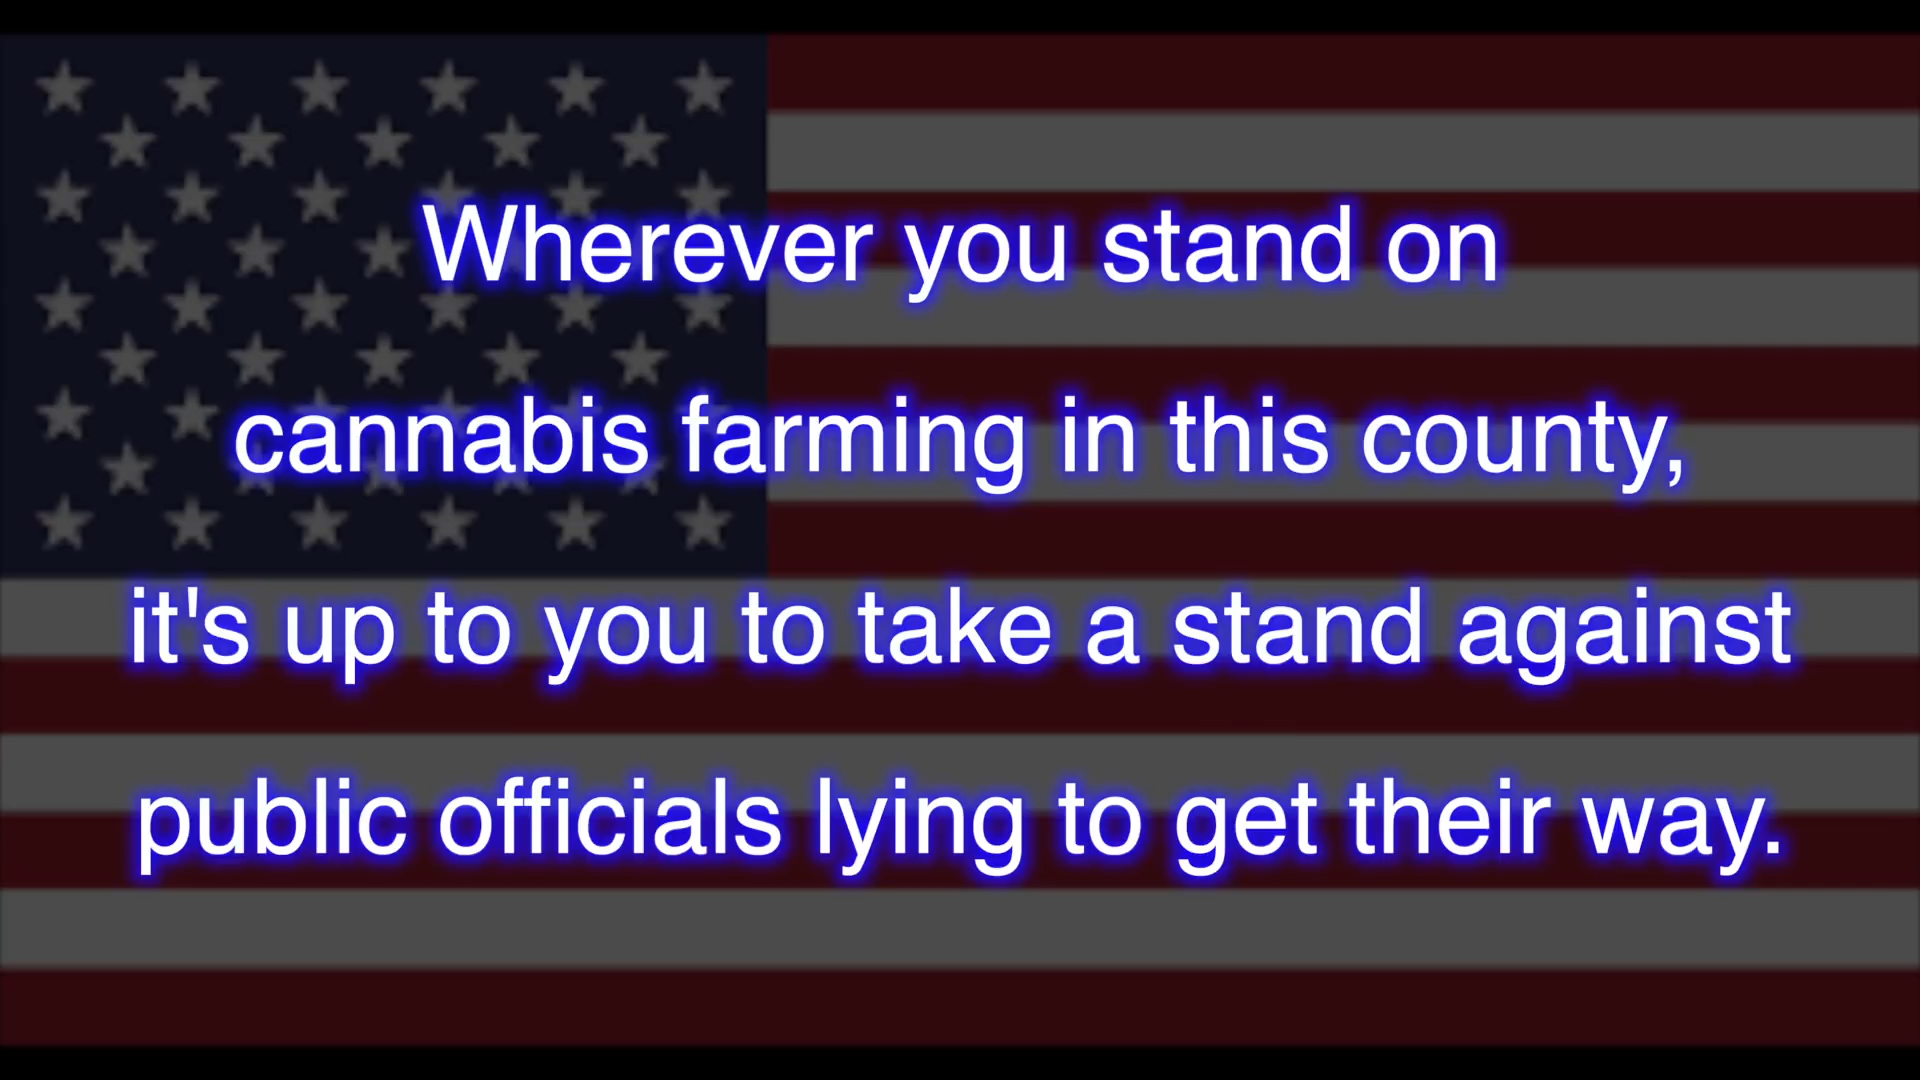 Wherever you stand on
cannabis farming in this county,
it's up to you to take a stand against
public officials lying to get their way.